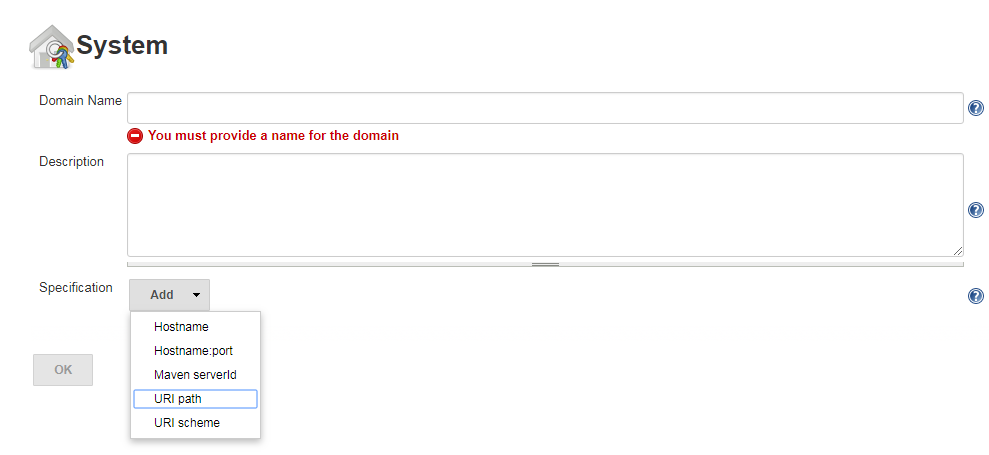 System
Domain Name
You must provide a name for the domain
Description
Specification
Add
Hostname
Hostname:port
Maven serverId
URI path
URI scheme
OK